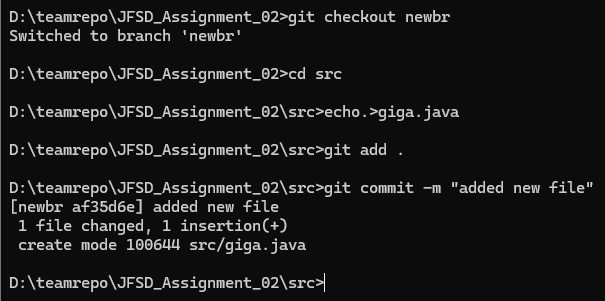 D:\teamrepo\JFSD_Assignment_02>git checkout newbr
Switched to branch 'newbr'
D:\teamrepo\JFSD_Assignment_02>cd src
D:\teamrepo\JFSD_Assignment_02\src>echo.>giga.java
D:\teamrepo\JFSD_Assignment_02\src>git add .
D:\teamrepo\JFSD_Assignment_02\src>git commit -m "added new file"
[newbr af35d6e] added new file
 1 file changed, 1 insertion(+)
 create mode 100644 src/giga.java
D:\teamrepo\JFSD_Assignment_02\src>